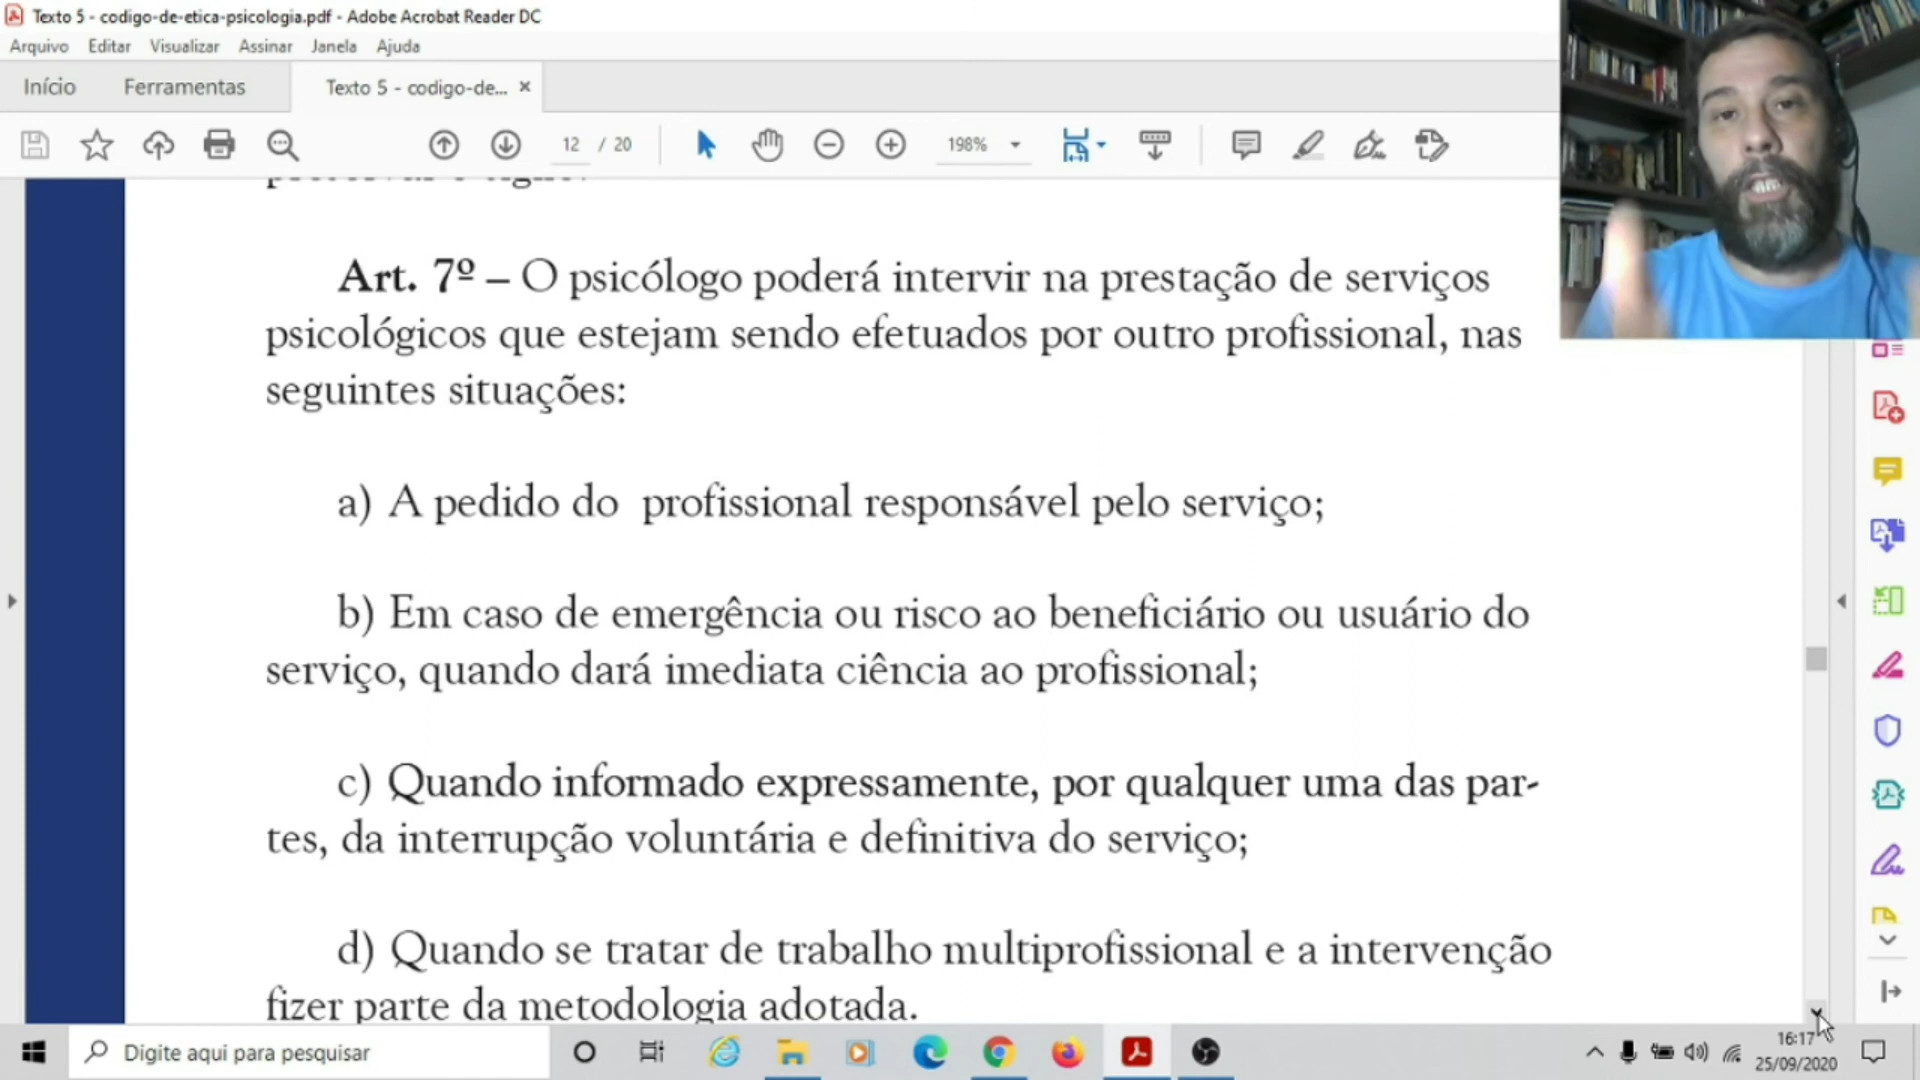 Texto 5 - codigo-de-etica-psicologia.pdf - Adobe Acrobat Reader DC
Arquivo Editar Visualizar Assinar Janela Ajuda
Início Ferramentas Texto 5 - codigo-de... ×
12 / 20 198%
Art. 7º – O psicólogo poderá intervir na prestação de serviços
psicológicos que estejam sendo efetuados por outro profissional, nas
seguintes situações:
a) A pedido do profissional responsável pelo serviço;
b) Em caso de emergência ou risco ao beneficiário ou usuário do
serviço, quando dará imediata ciência ao profissional;
c) Quando informado expressamente, por qualquer uma das par-
tes, da interrupção voluntária e definitiva do serviço;
d) Quando se tratar de trabalho multiprofissional e a intervenção
fizer parte da metodologia adotada.
Digite aqui para pesquisar
16:17
25/09/2020